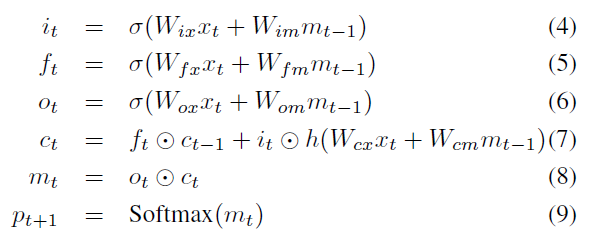 i_t = σ(W_{ix}x_t + W_{im}m_{t−1}) (4)
f_t = σ(W_{fx}x_t + W_{fm}m_{t−1}) (5)
o_t = σ(W_{ox}x_t + W_{om}m_{t−1}) (6)
c_t = f_t ⊙ c_{t−1} + i_t ⊙ h(W_{cx}x_t + W_{cm}m_{t−1})(7)
m_t = o_t ⊙ c_t (8)
p_{t+1} = Softmax(m_t) (9)